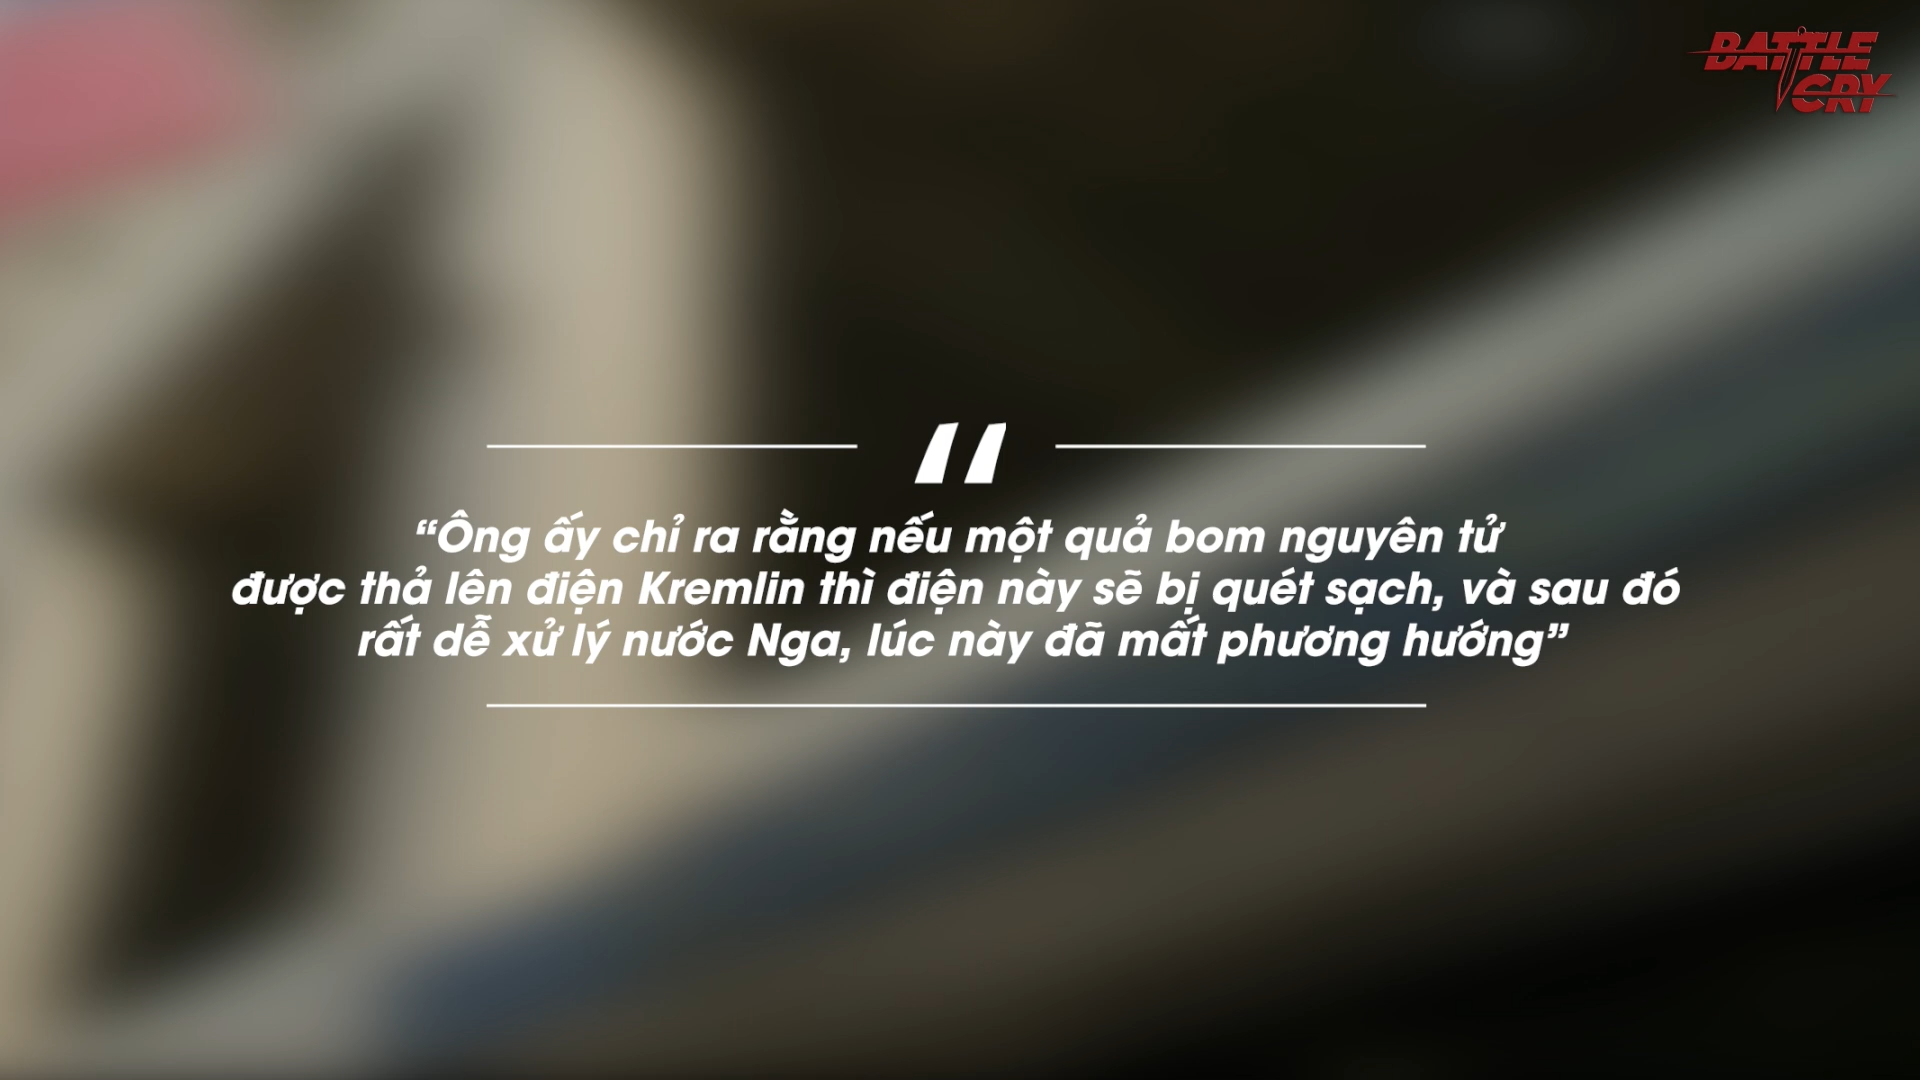 BATTLE
CRY
“
“Ông ấy chỉ ra rằng nếu một quả bom nguyên tử
được thả lên điện Kremlin thì điện này sẽ bị quét sạch, và sau đó
rất dễ xử lý nước Nga, lúc này đã mất phương hướng”